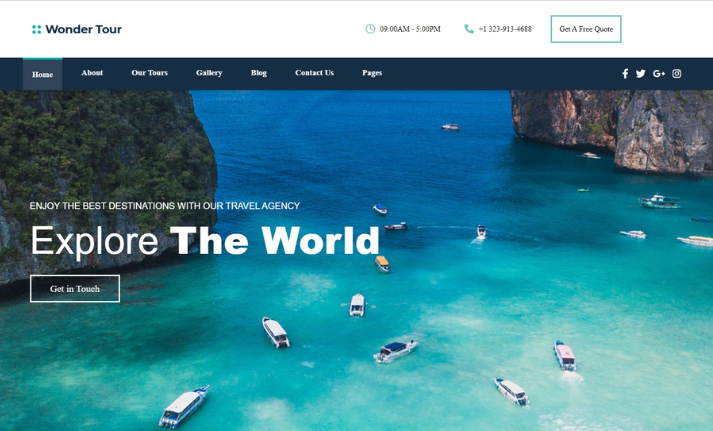 Wonder Tour
09:00AM - 5:00PM
+1 323-913-4688
Get A Free Quote
Home
About
Our Tours
Gallery
Blog
Contact Us
Pages
ENJOY THE BEST DESTINATIONS WITH OUR TRAVEL AGENCY
Explore The World
Get in Touch